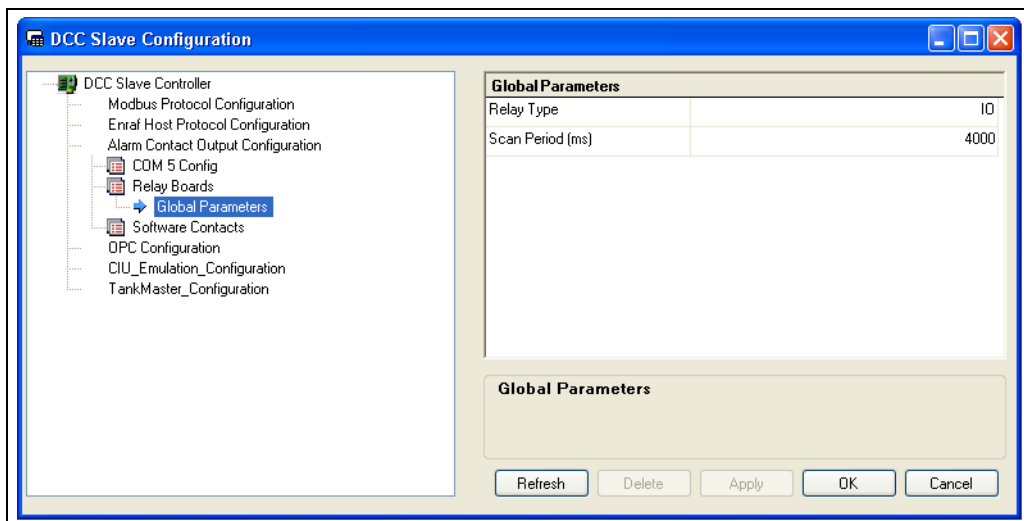 DCC Slave Configuration
DCC Slave Controller
Modbus Protocol Configuration
Enraf Host Protocol Configuration
Alarm Contact Output Configuration
COM 5 Config
Relay Boards
Global Parameters
Software Contacts
OPC Configuration
CIU_Emulation_Configuration
TankMaster_Configuration
Global Parameters
Relay Type IO
Scan Period (ms) 4000
Global Parameters
Refresh Delete Apply OK Cancel